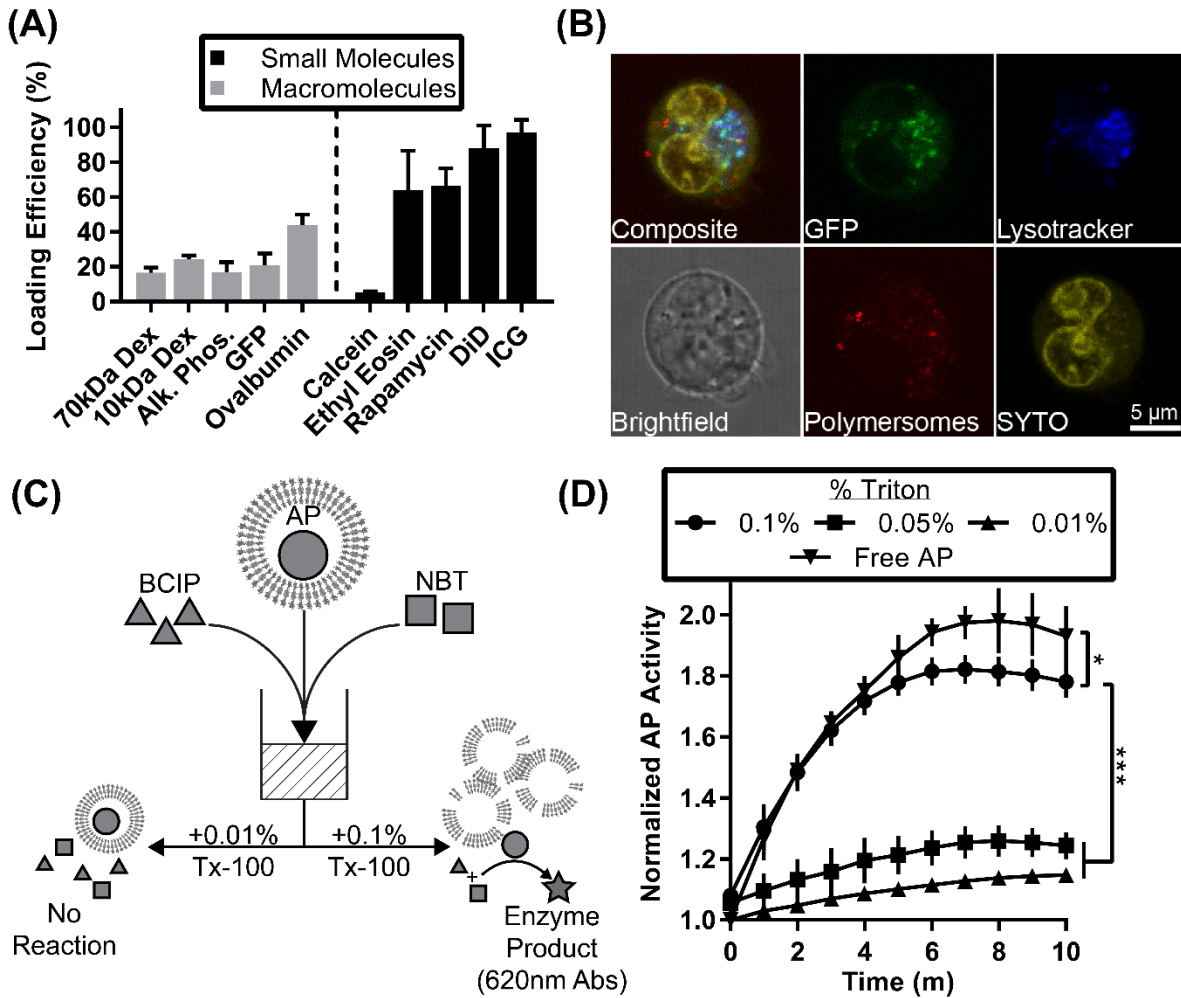 (A)
Small Molecules
Macromolecules
Loading Efficiency (%)
100
80
60
40
20
0
70kDa Dex
10kDa Dex
Alk. Phos.
GFP
Ovalbumin
Calcein
Ethyl Eosin
Rapamycin
DiD
ICG
(B)
Composite
GFP
Lysotracker
Brightfield
Polymersomes
SYTO
5 µm
(C)
AP
BCIP
NBT
+0.01%
Tx-100
+0.1%
Tx-100
+
No
Reaction
Enzyme
Product
(620nm Abs)
(D)
% Triton
0.1% 0.05% 0.01%
Free AP
Normalized AP Activity
2.0
1.8
1.6
1.4
1.2
1.0
*
***
0 2 4 6 8 10
Time (m)